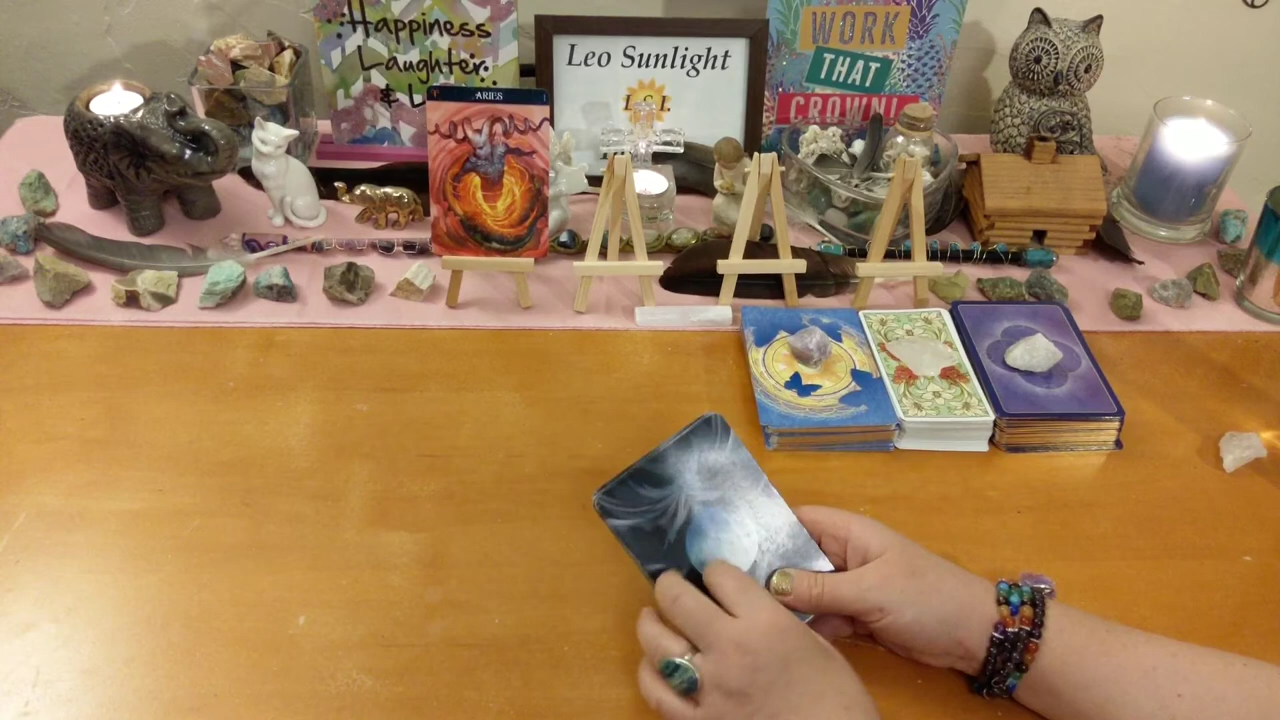 Happiness
Laughter
&
Leo Sunlight
L.S.L.
WORK
THAT
CROWN!
ARIES